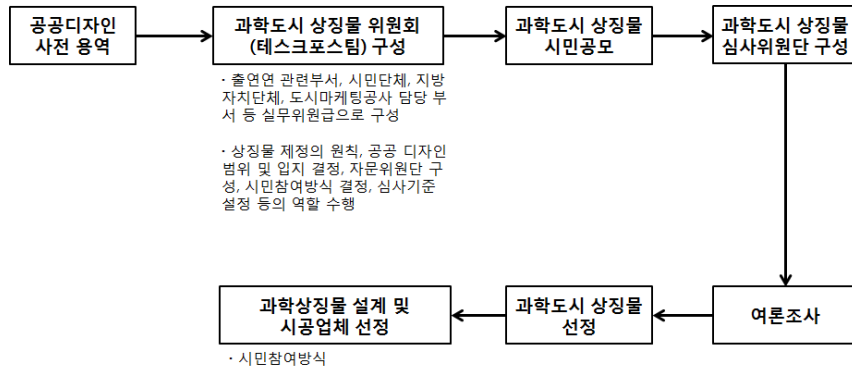 공공디자인
사전 용역
과학도시 상징물 위원회
(테스크포스팀) 구성
· 출연연 관련부서, 시민단체, 지방
자치단체, 도시마케팅공사 담당 부
서 등 실무위원급으로 구성
· 상징물 제정의 원칙, 공공 디자인
범위 및 입지 결정, 자문위원단 구
성, 시민참여방식 결정, 심사기준
설정 등의 역할 수행
과학도시 상징물
시민공모
과학도시 상징물
심사위원단 구성
여론조사
과학도시 상징물
선정
과학상징물 설계 및
시공업체 선정
· 시민참여방식